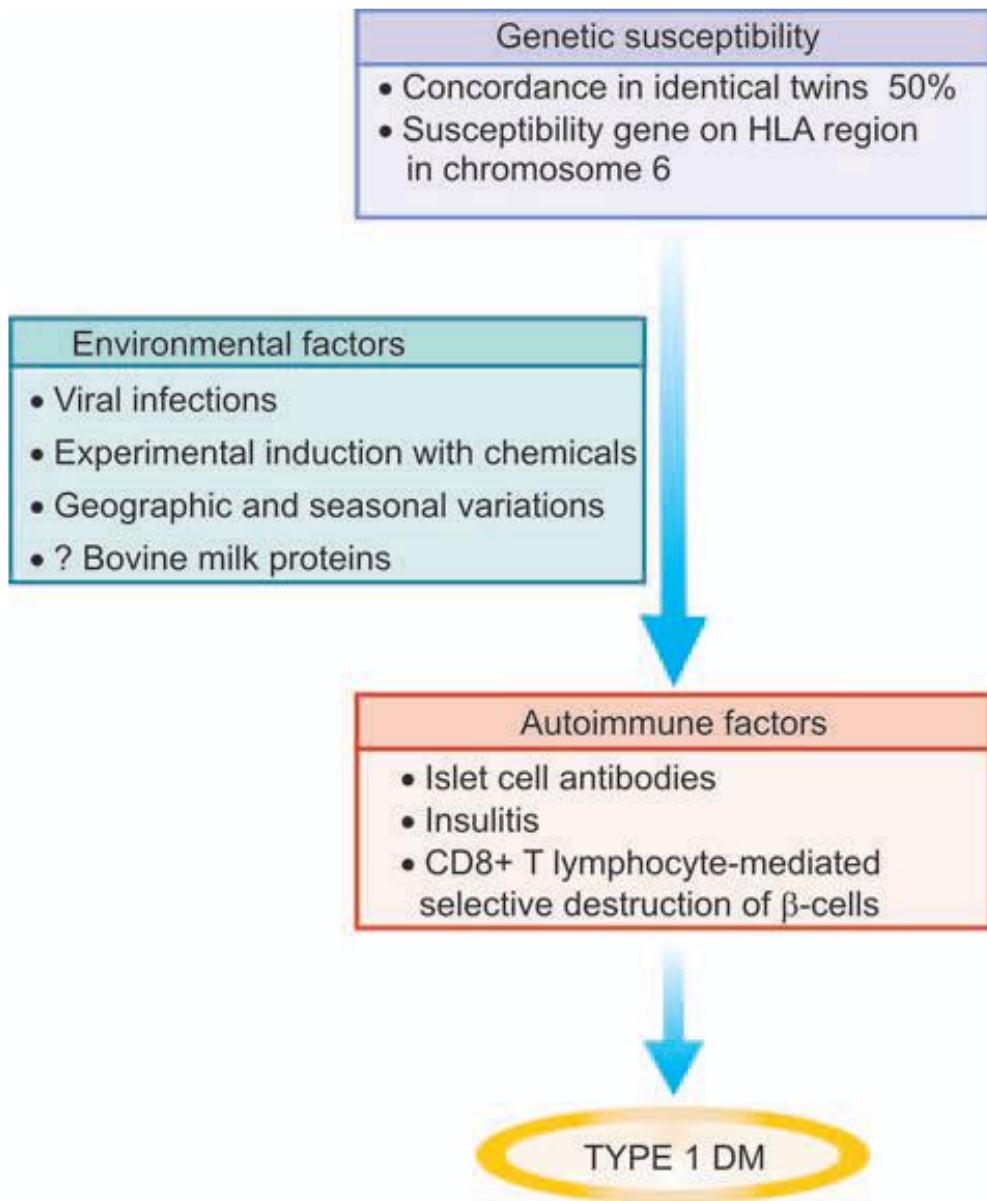 Genetic susceptibility
• Concordance in identical twins 50%
• Susceptibility gene on HLA region
in chromosome 6
Environmental factors
• Viral infections
• Experimental induction with chemicals
• Geographic and seasonal variations
• ? Bovine milk proteins
Autoimmune factors
• Islet cell antibodies
• Insulitis
• CD8+ T lymphocyte-mediated
selective destruction of β-cells
TYPE 1 DM